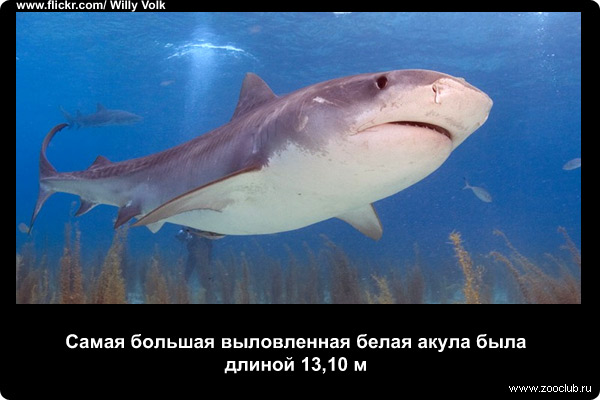 www.flickr.com/ Willy Volk
Самая большая выловленная белая акула была
длиной 13,10 м
www.zooclub.ru